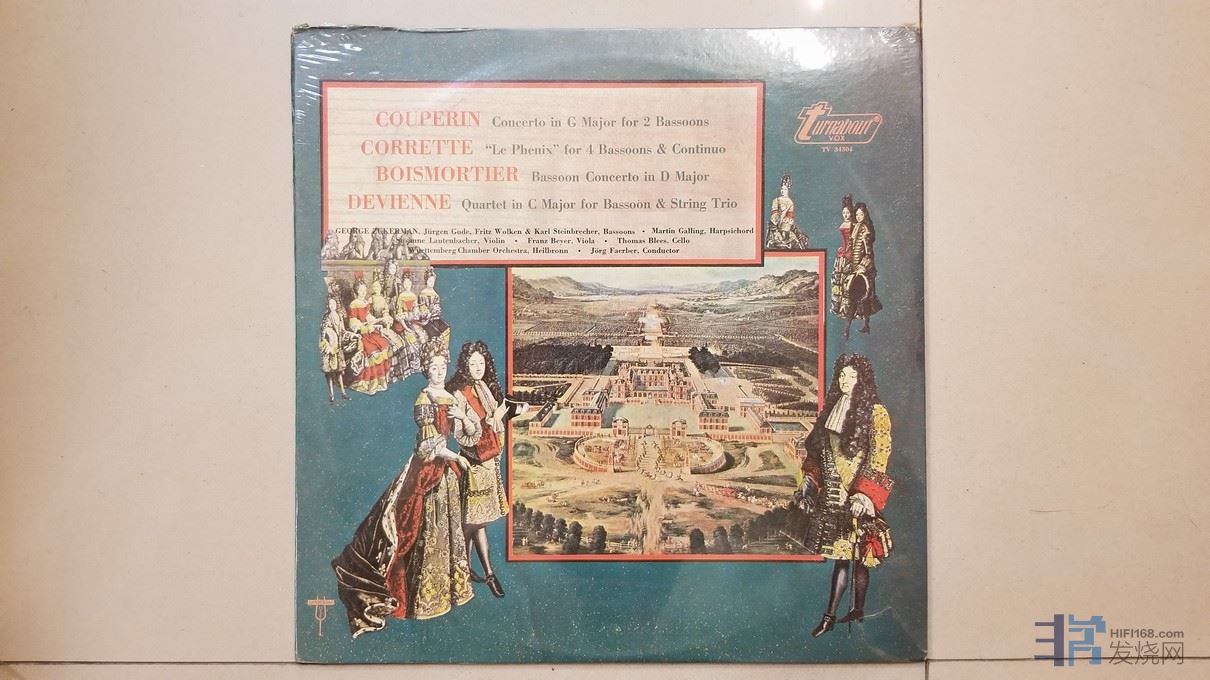 COUPERIN Concerto in G Major for 2 Bassoons
CORRETTE "Le Phenix" for 4 Bassoons & Continuo
BOISMORTIER Bassoon Concerto in D Major
DEVIENNE Quartet in C Major for Bassoon & String Trio
GEORGE ZUKERMAN, Jürgen Gode, Fritz Wolken & Karl Steinbrecher, Bassoons • Martin Galling, Harpsichord
Susanne Lautenbacher, Violin • Franz Beyer, Viola • Thomas Blees, Cello
Württemberg Chamber Orchestra, Heilbronn • Jörg Faerber, Conductor
turnabout®
VOX
TV 34304
HIFI168.com
发烧网